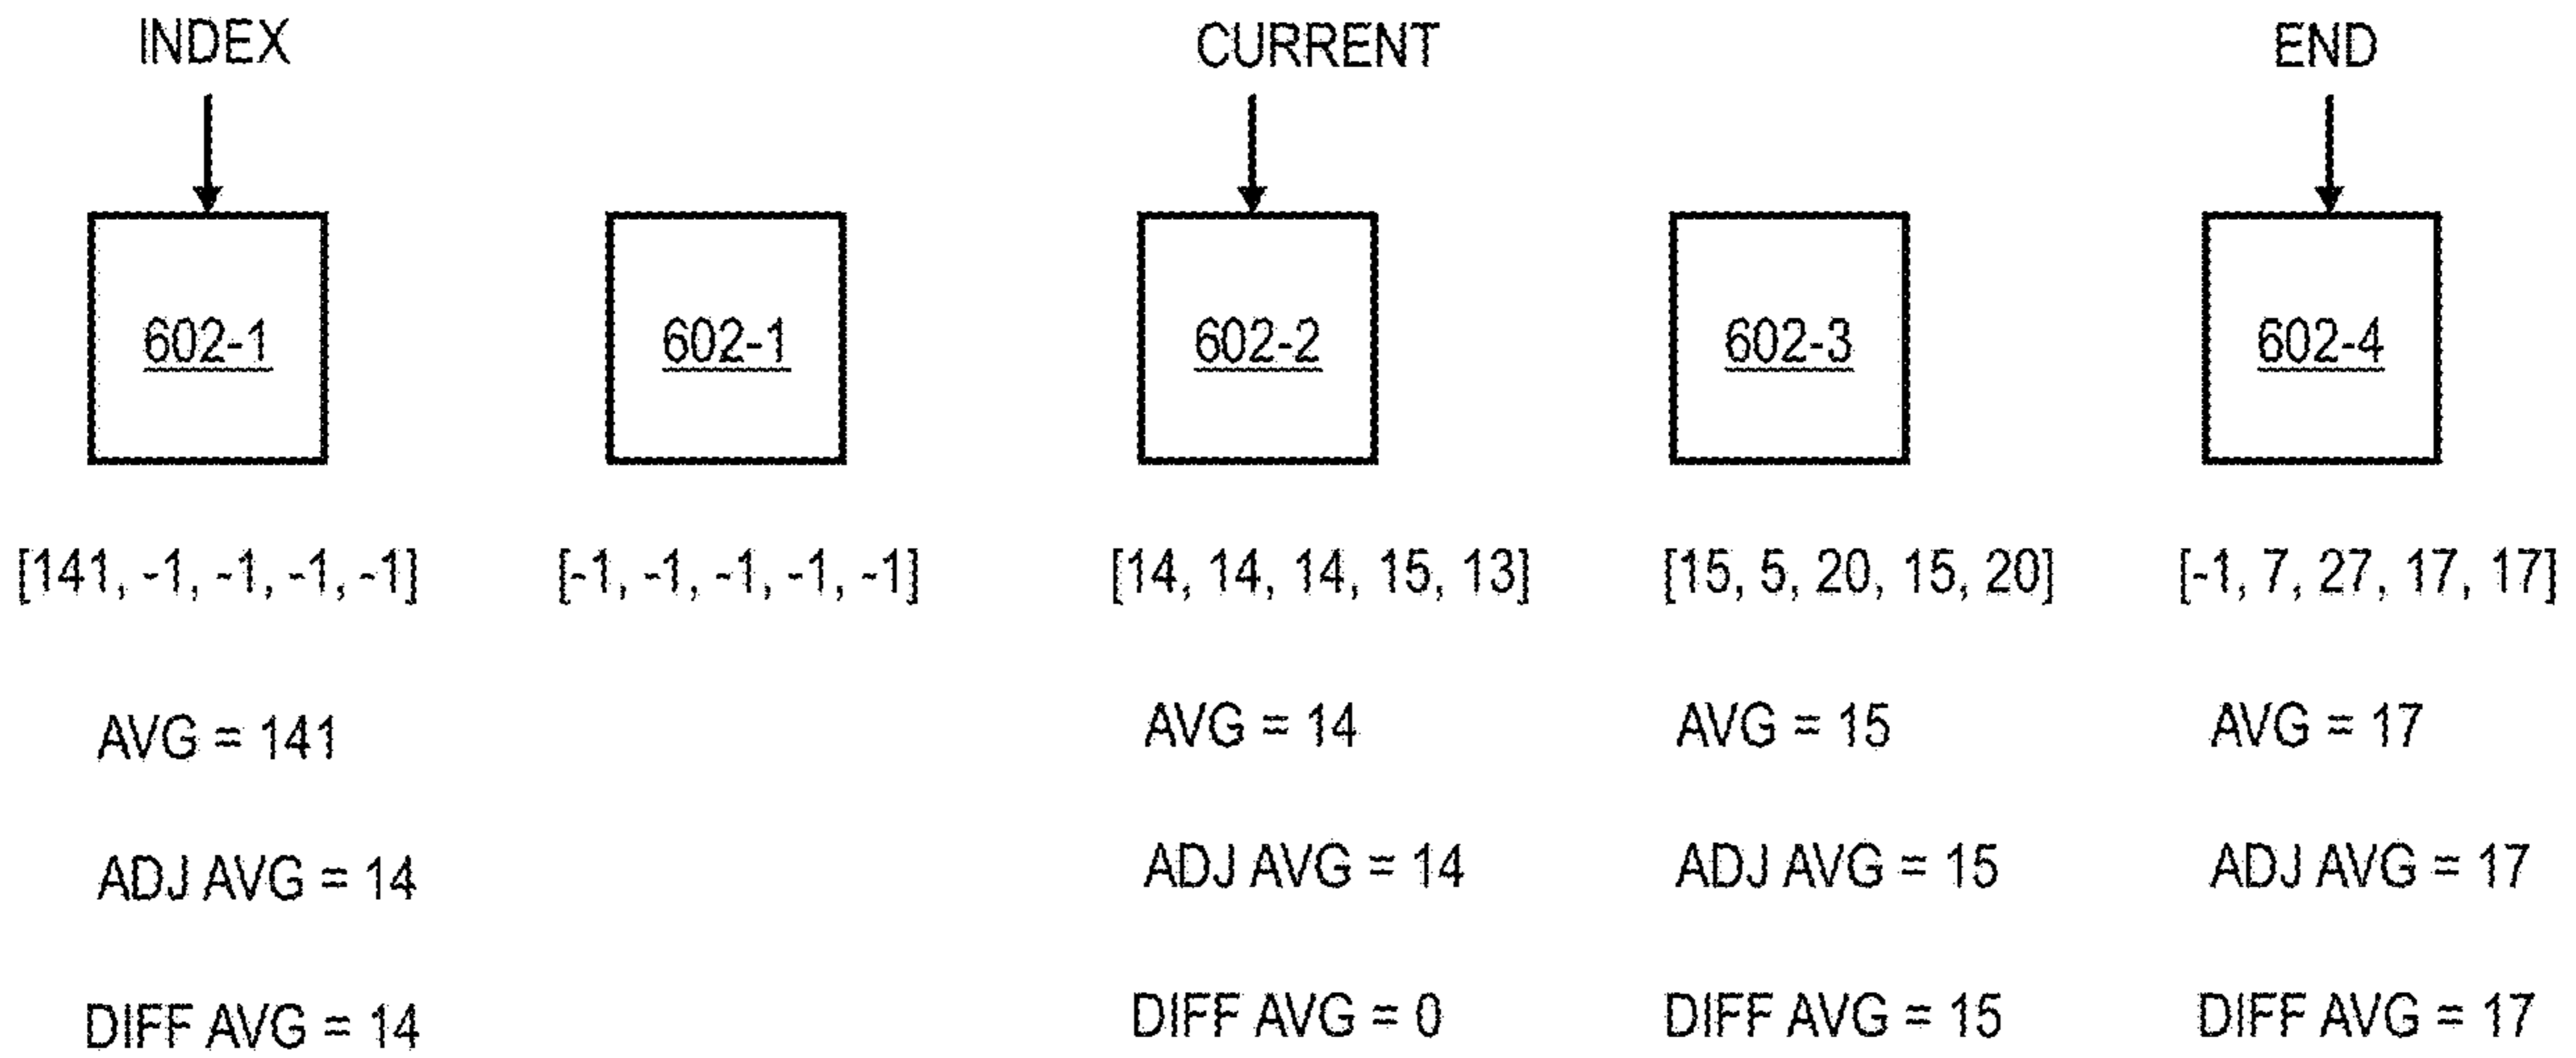 INDEX CURRENT END
602-1 602-1 602-2 602-3 602-4
[141, -1, -1, -1, -1] [-1, -1, -1, -1, -1] [14, 14, 14, 15, 13] [15, 5, 20, 15, 20] [-1, 7, 27, 17, 17]
AVG = 141 AVG = 14 AVG = 15 AVG = 17
ADJ AVG = 14 ADJ AVG = 14 ADJ AVG = 15 ADJ AVG = 17
DIFF AVG = 14 DIFF AVG = 0 DIFF AVG = 15 DIFF AVG = 17